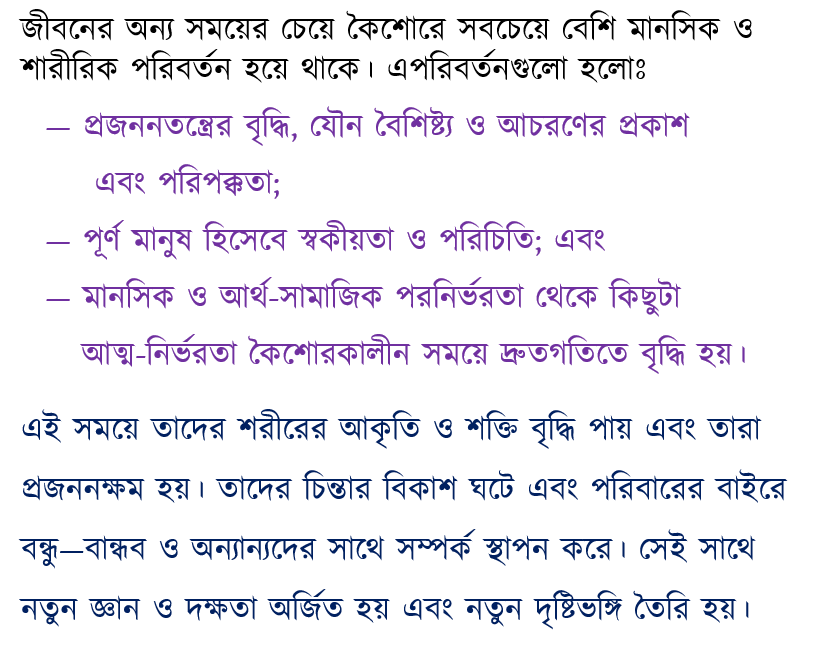 জীবনের অন্য সময়ের চেয়ে কৈশোরে সবচেয়ে বেশি মানসিক ও
শারীরিক পরিবর্তন হয়ে থাকে। এপরিবর্তনগুলো হলোঃ
— প্রজননতন্ত্রের বৃদ্ধি, যৌন বৈশিষ্ট্য ও আচরণের প্রকাশ
এবং পরিপক্কতা;
— পূর্ণ মানুষ হিসেবে স্বকীয়তা ও পরিচিতি; এবং
— মানসিক ও আর্থ-সামাজিক পরনির্ভরতা থেকে কিছুটা
আত্ম-নির্ভরতা কৈশোরকালীন সময়ে দ্রুতগতিতে বৃদ্ধি হয়।
এই সময়ে তাদের শরীরের আকৃতি ও শক্তি বৃদ্ধি পায় এবং তারা
প্রজননক্ষম হয়। তাদের চিন্তার বিকাশ ঘটে এবং পরিবারের বাইরে
বন্ধু—বান্ধব ও অন্যান্যদের সাথে সম্পর্ক স্থাপন করে। সেই সাথে
নতুন জ্ঞান ও দক্ষতা অর্জিত হয় এবং নতুন দৃষ্টিভঙ্গি তৈরি হয়।